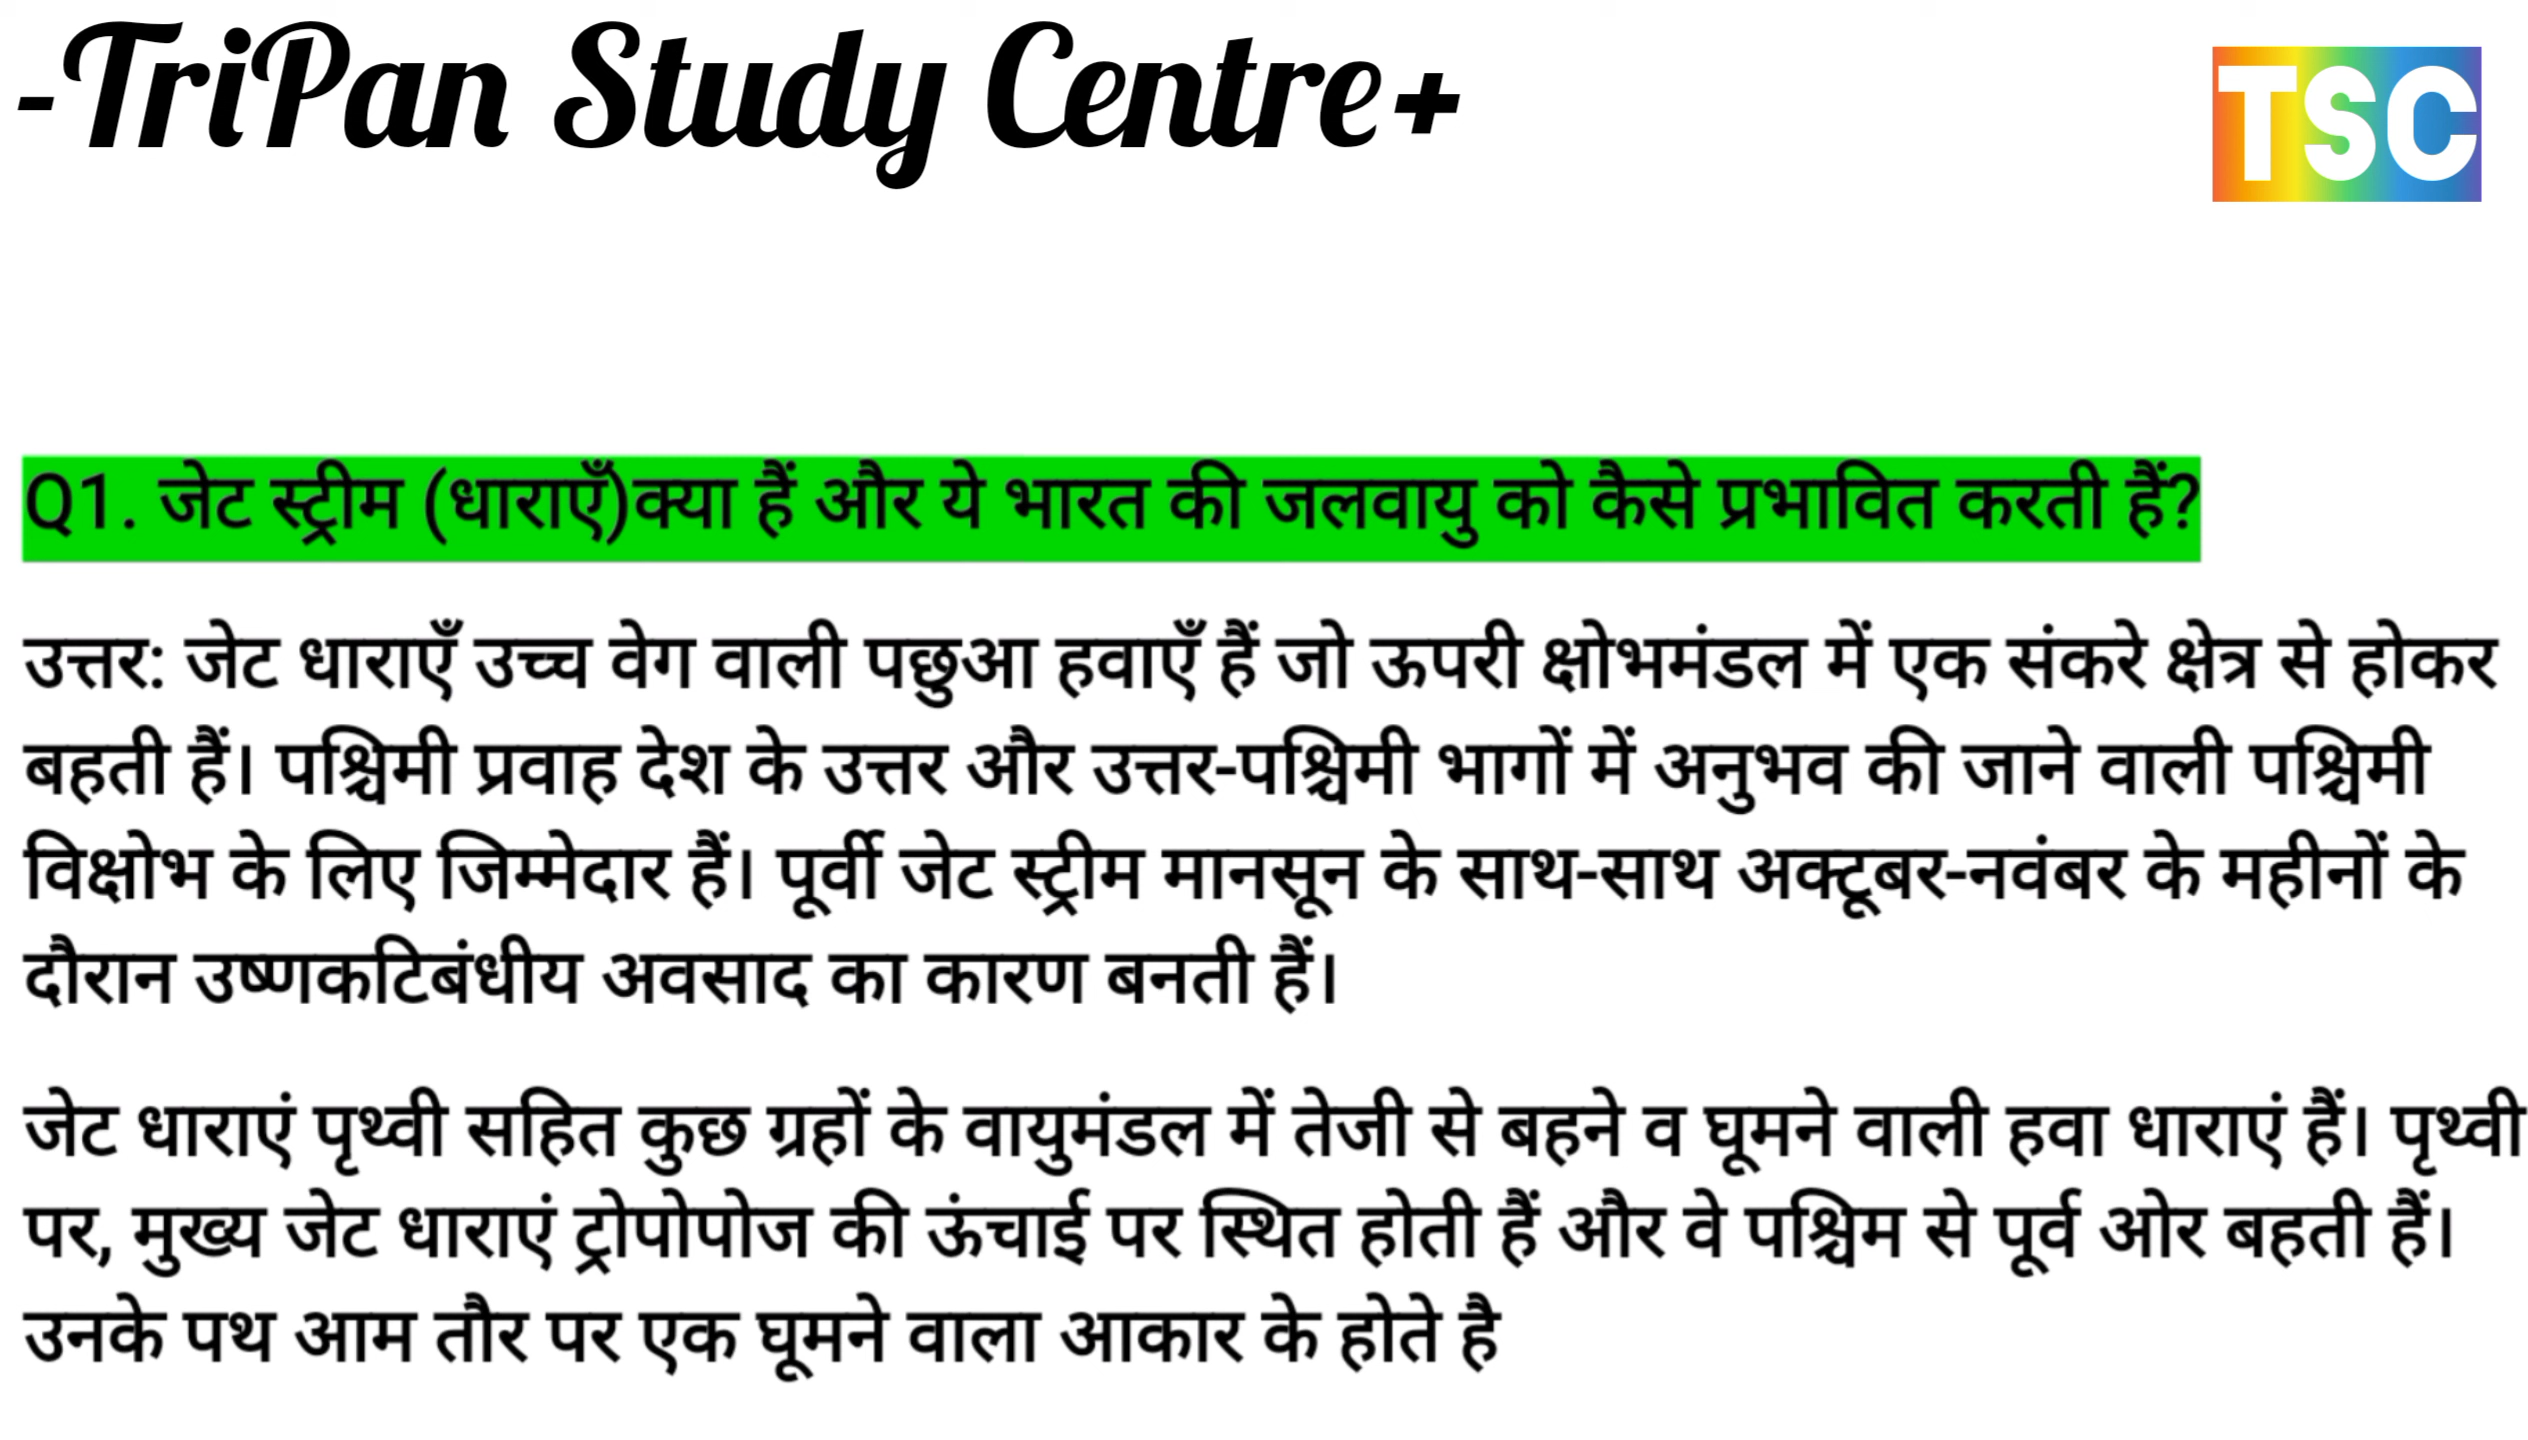 -TriPan Study Centre+
TSC
Q1. जेट स्ट्रीम (धाराएँ)क्या हैं और ये भारत की जलवायु को कैसे प्रभावित करती हैं?
उत्तर: जेट धाराएँ उच्च वेग वाली पछुआ हवाएँ हैं जो ऊपरी क्षोभमंडल में एक संकरे क्षेत्र से होकर
बहती हैं। पश्चिमी प्रवाह देश के उत्तर और उत्तर-पश्चिमी भागों में अनुभव की जाने वाली पश्चिमी
विक्षोभ के लिए जिम्मेदार हैं। पूर्वी जेट स्ट्रीम मानसून के साथ-साथ अक्टूबर-नवंबर के महीनों के
दौरान उष्णकटिबंधीय अवसाद का कारण बनती हैं।
जेट धाराएं पृथ्वी सहित कुछ ग्रहों के वायुमंडल में तेजी से बहने व घूमने वाली हवा धाराएं हैं। पृथ्वी
पर, मुख्य जेट धाराएं ट्रोपोपोज की ऊंचाई पर स्थित होती हैं और वे पश्चिम से पूर्व ओर बहती हैं।
उनके पथ आम तौर पर एक घूमने वाला आकार के होते है